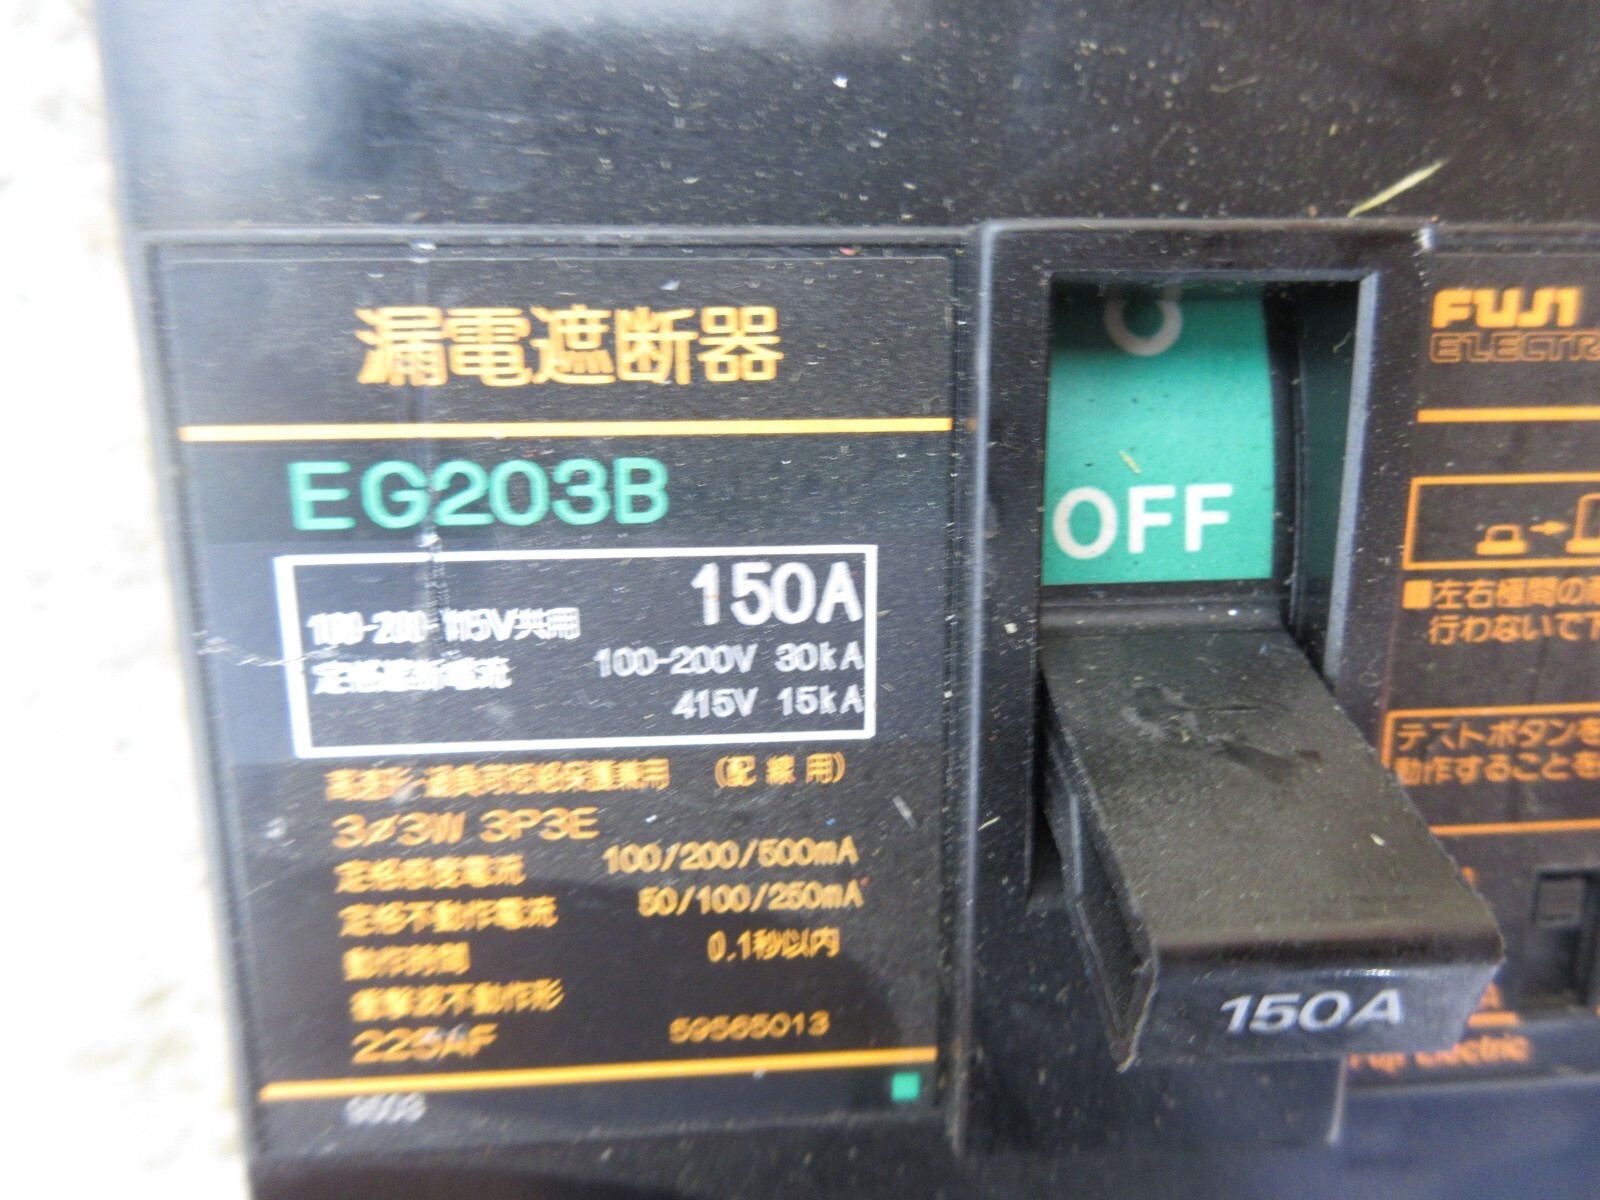 漏電遮断器
EG203B
150A
100-200-415V共用
定格遮断電流 100-200V 30kA
415V 15kA
高速形・過負荷短絡保護兼用 (配線用)
3ø3W 3P3E
定格感度電流 100/200/500mA
定格不動作電流 50/100/250mA
動作時間 0.1秒以内
衝撃波不動作形
225AF 59565013
OFF
150A
FUJI
ELECTR
■左右極間の
行わないで
テストボタンを
動作することを
Fuji Electric